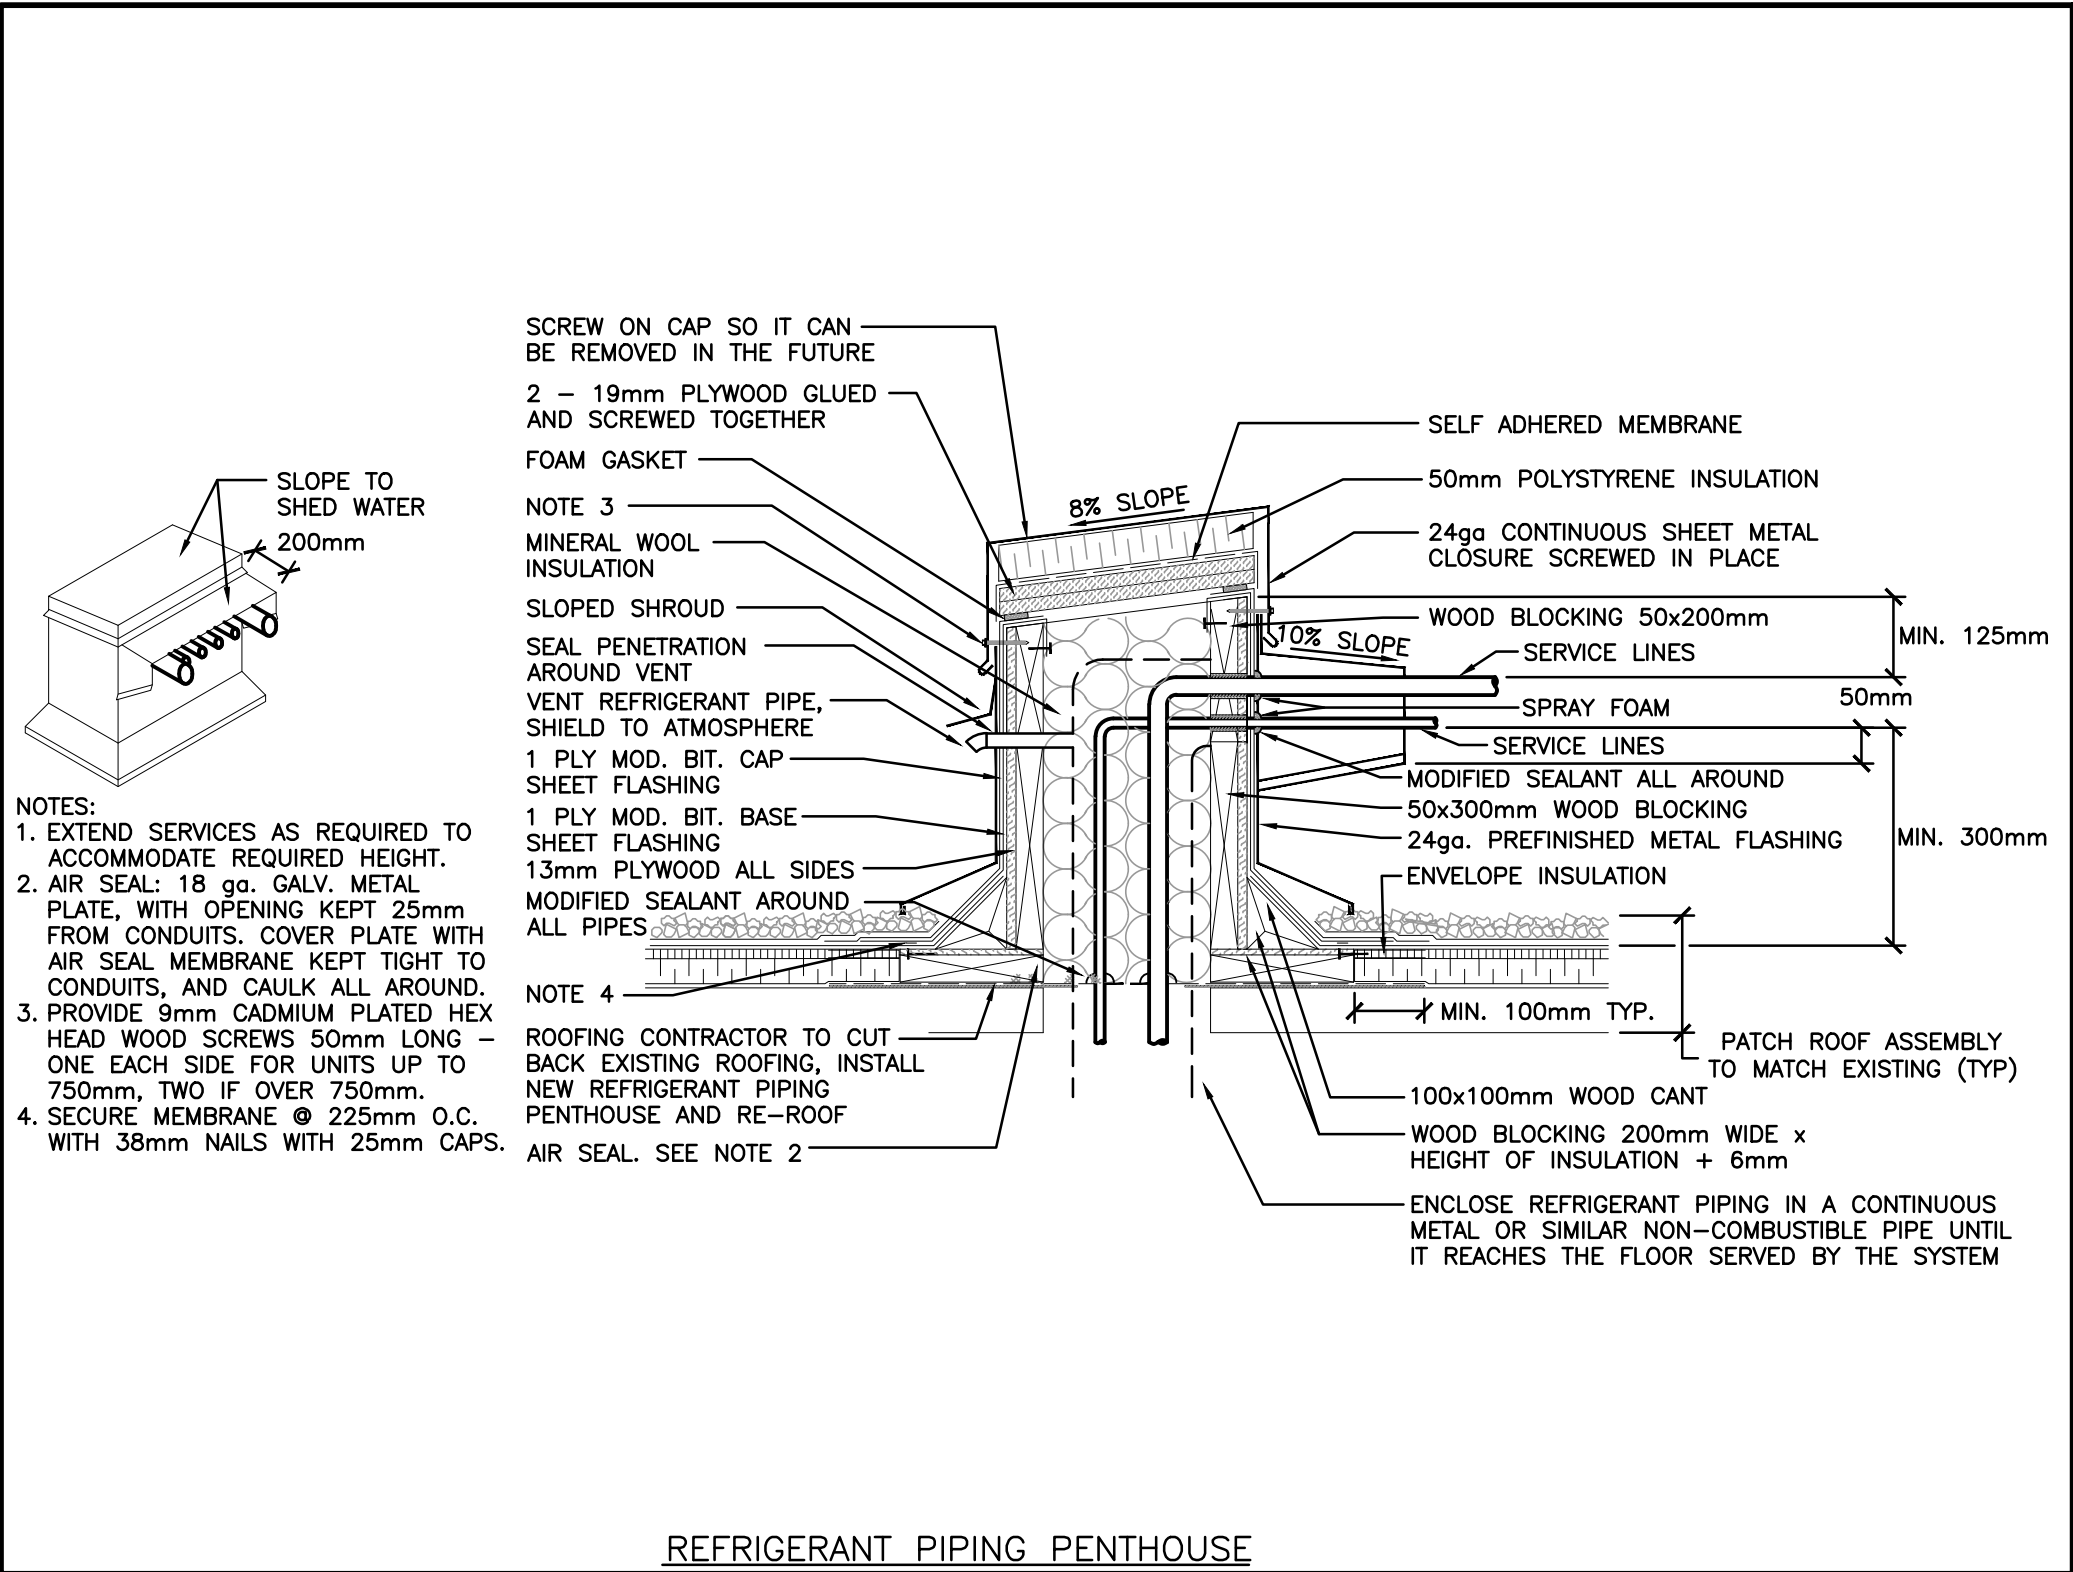 SLOPE TO
SHED WATER
200mm
NOTES:
1. EXTEND SERVICES AS REQUIRED TO
ACCOMMODATE REQUIRED HEIGHT.
2. AIR SEAL: 18 ga. GALV. METAL
PLATE, WITH OPENING KEPT 25mm
FROM CONDUITS. COVER PLATE WITH
AIR SEAL MEMBRANE KEPT TIGHT TO
CONDUITS, AND CAULK ALL AROUND.
3. PROVIDE 9mm CADMIUM PLATED HEX
HEAD WOOD SCREWS 50mm LONG –
ONE EACH SIDE FOR UNITS UP TO
750mm, TWO IF OVER 750mm.
4. SECURE MEMBRANE @ 225mm O.C.
WITH 38mm NAILS WITH 25mm CAPS.
SCREW ON CAP SO IT CAN
BE REMOVED IN THE FUTURE
2 – 19mm PLYWOOD GLUED
AND SCREWED TOGETHER
FOAM GASKET
NOTE 3
MINERAL WOOL
INSULATION
SLOPED SHROUD
SEAL PENETRATION
AROUND VENT
VENT REFRIGERANT PIPE,
SHIELD TO ATMOSPHERE
1 PLY MOD. BIT. CAP
SHEET FLASHING
1 PLY MOD. BIT. BASE
SHEET FLASHING
13mm PLYWOOD ALL SIDES
MODIFIED SEALANT AROUND
ALL PIPES
NOTE 4
ROOFING CONTRACTOR TO CUT
BACK EXISTING ROOFING, INSTALL
NEW REFRIGERANT PIPING
PENTHOUSE AND RE–ROOF
AIR SEAL. SEE NOTE 2
8% SLOPE
10% SLOPE
SELF ADHERED MEMBRANE
50mm POLYSTYRENE INSULATION
24ga CONTINUOUS SHEET METAL
CLOSURE SCREWED IN PLACE
WOOD BLOCKING 50x200mm
MIN. 125mm
SERVICE LINES
50mm
SPRAY FOAM
SERVICE LINES
MODIFIED SEALANT ALL AROUND
50x300mm WOOD BLOCKING
24ga. PREFINISHED METAL FLASHING
MIN. 300mm
ENVELOPE INSULATION
MIN. 100mm TYP.
PATCH ROOF ASSEMBLY
TO MATCH EXISTING (TYP)
100x100mm WOOD CANT
WOOD BLOCKING 200mm WIDE x
HEIGHT OF INSULATION + 6mm
ENCLOSE REFRIGERANT PIPING IN A CONTINUOUS
METAL OR SIMILAR NON–COMBUSTIBLE PIPE UNTIL
IT REACHES THE FLOOR SERVED BY THE SYSTEM
REFRIGERANT PIPING PENTHOUSE